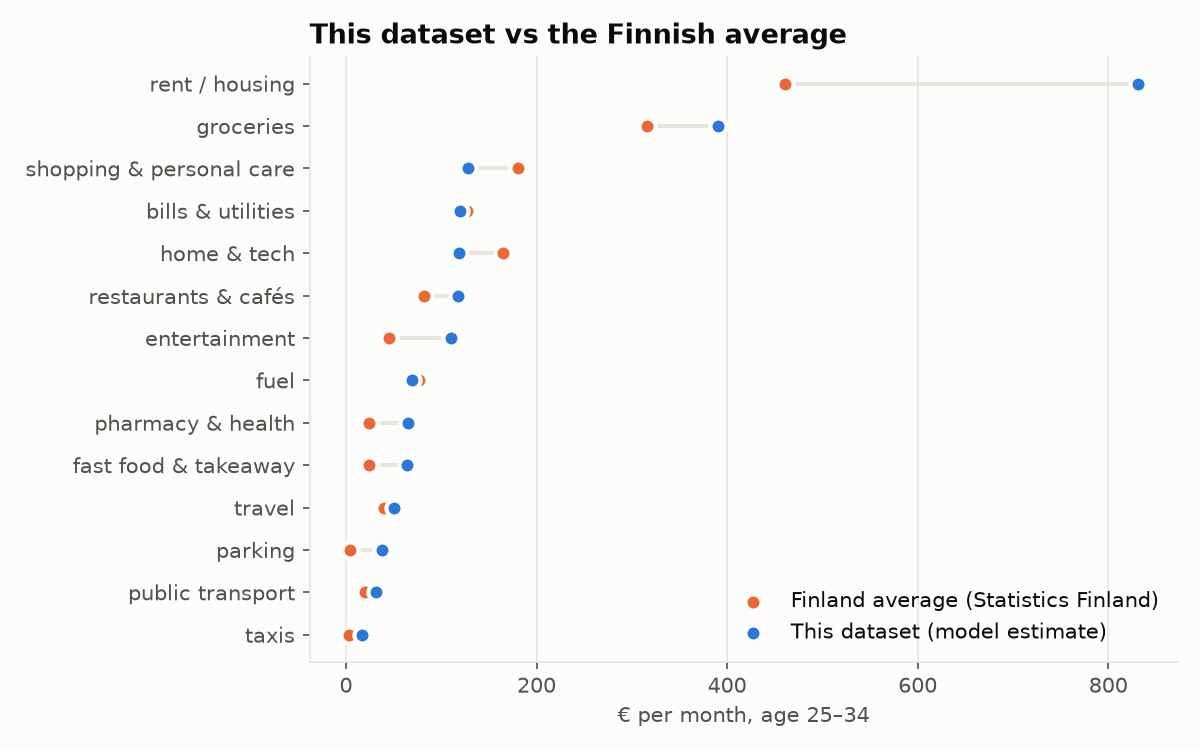 This dataset vs the Finnish average
rent / housing
groceries
shopping & personal care
bills & utilities
home & tech
restaurants & cafés
entertainment
fuel
pharmacy & health
fast food & takeaway
travel
parking
public transport
taxis
Finland average (Statistics Finland)
This dataset (model estimate)
0 200 400 600 800
€ per month, age 25–34